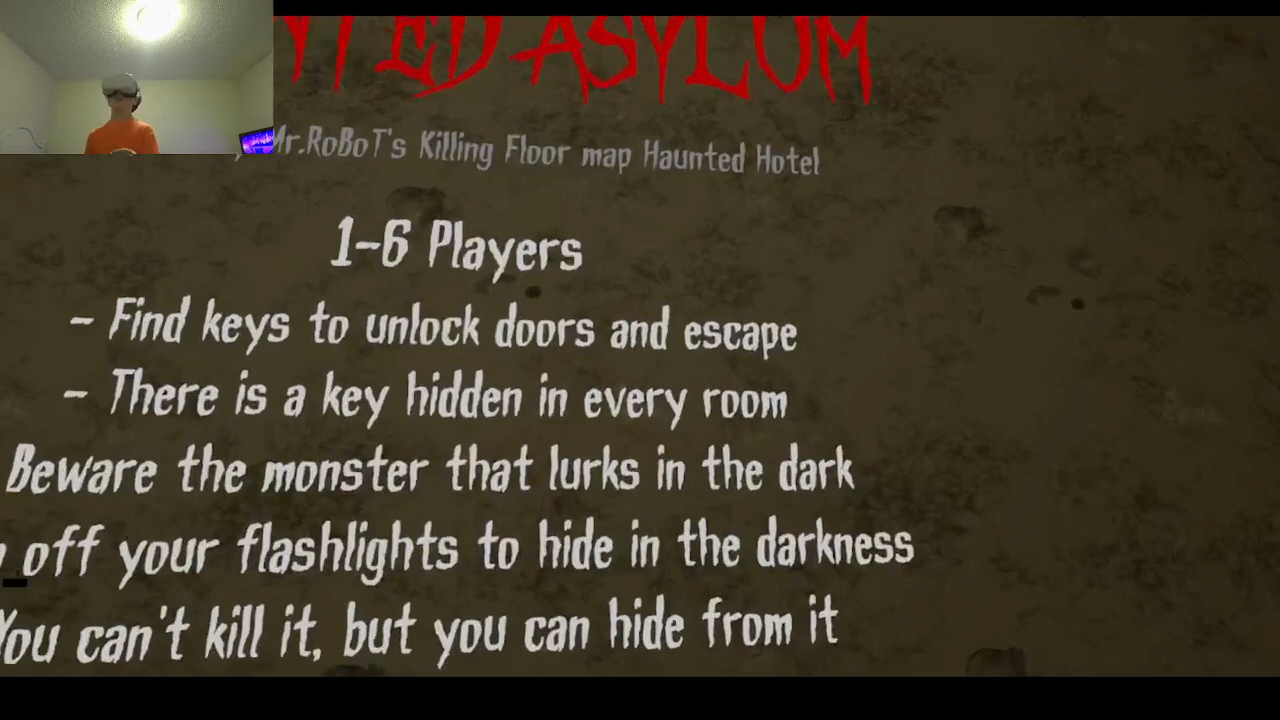 ASYLUM
Mr.RoBoT's Killing Floor map Haunted Hotel
1-6 Players
- Find keys to unlock doors and escape
- There is a key hidden in every room
Beware the monster that lurks in the dark
off your flashlights to hide in the darkness
You can't kill it, but you can hide from it